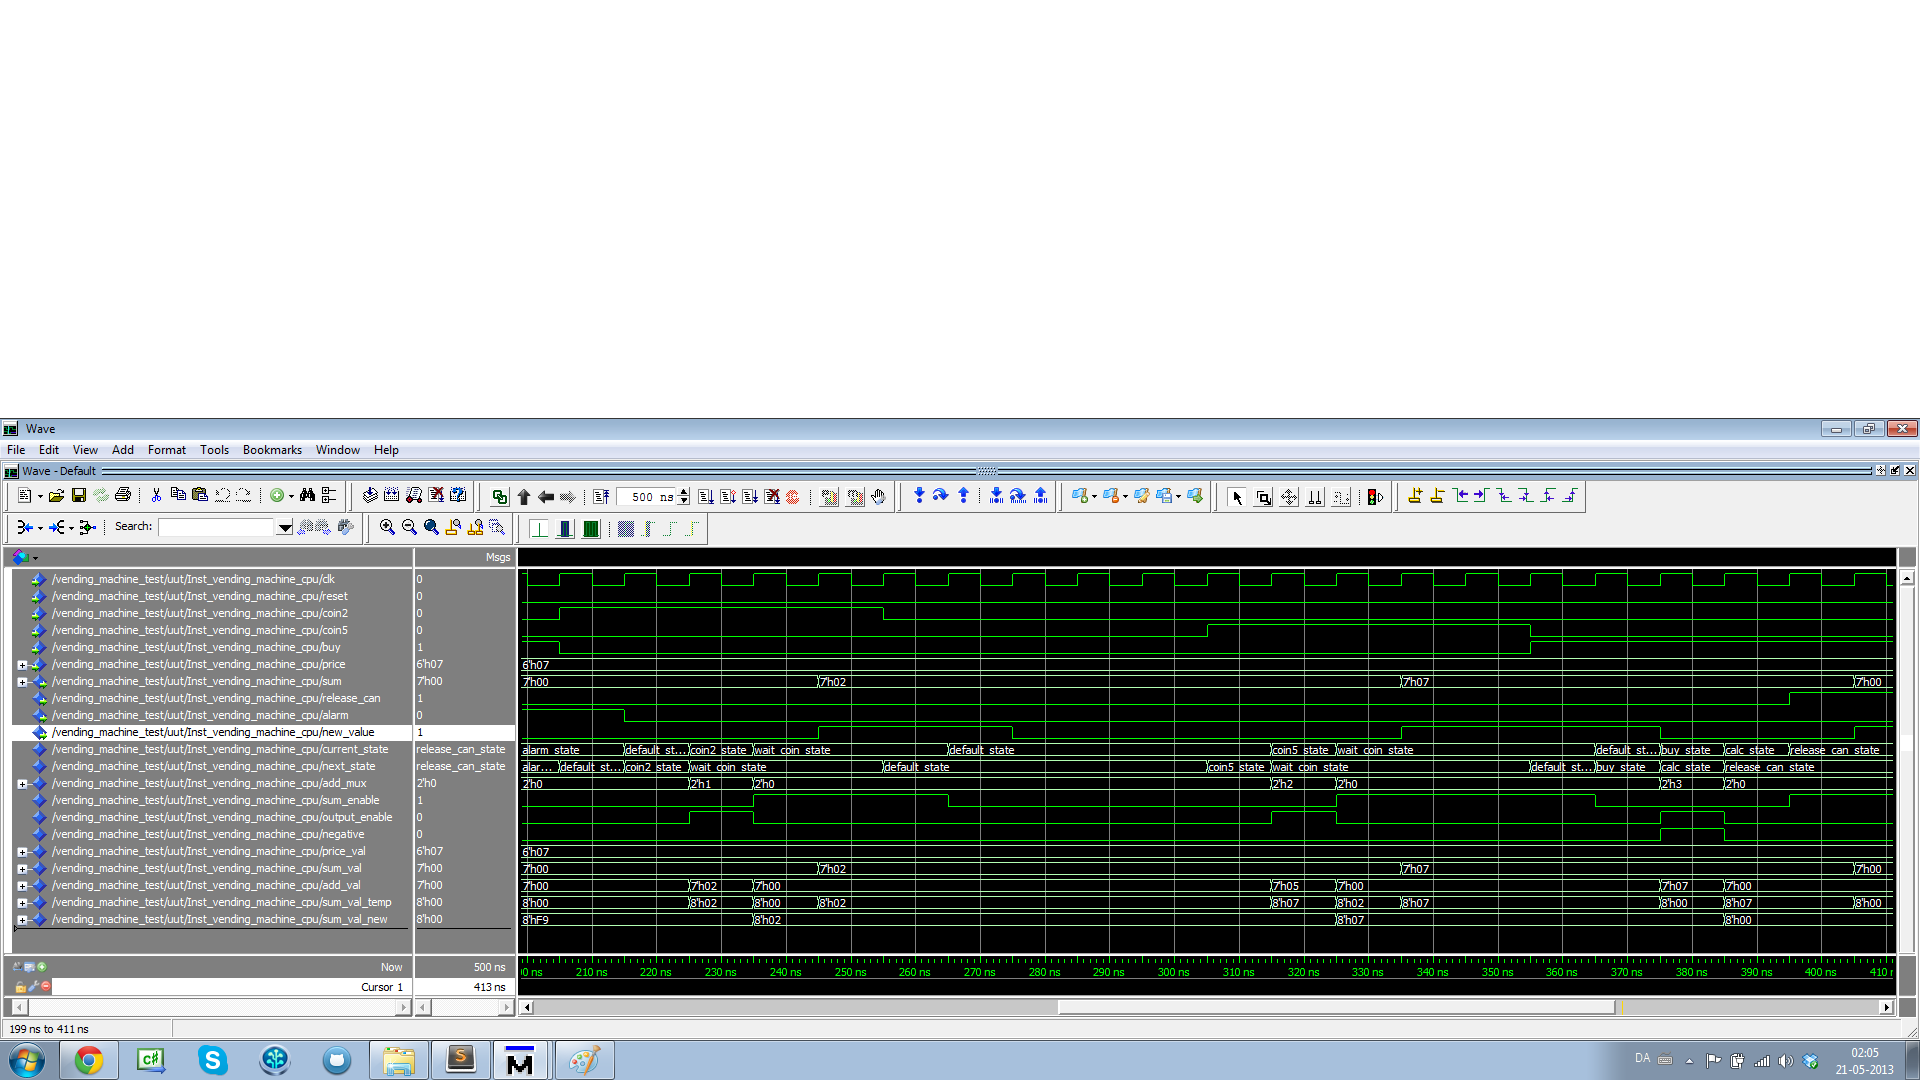 Wave
File Edit View Add Format Tools Bookmarks Window Help
Wave - Default
500 ns
Search:
Msgs
/vending_machine_test/uut/Inst_vending_machine_cpu/clk 0
/vending_machine_test/uut/Inst_vending_machine_cpu/reset 0
/vending_machine_test/uut/Inst_vending_machine_cpu/coin2 0
/vending_machine_test/uut/Inst_vending_machine_cpu/coin5 0
/vending_machine_test/uut/Inst_vending_machine_cpu/buy 1
/vending_machine_test/uut/Inst_vending_machine_cpu/price 6'h07 6'h07
/vending_machine_test/uut/Inst_vending_machine_cpu/sum 7'h00 7'h00 7'h02 7'h07 7'h00
/vending_machine_test/uut/Inst_vending_machine_cpu/release_can 1
/vending_machine_test/uut/Inst_vending_machine_cpu/alarm 0
/vending_machine_test/uut/Inst_vending_machine_cpu/new_value 1
/vending_machine_test/uut/Inst_vending_machine_cpu/current_state release_can_state alarm_state default_st... coin2_state wait_coin_state default_state coin5_state wait_coin_state default_st... buy_state calc_state release_can_state
/vending_machine_test/uut/Inst_vending_machine_cpu/next_state release_can_state alar... default_st... coin2_state wait_coin_state default_state coin5_state wait_coin_state default_st... buy_state calc_state release_can_state
/vending_machine_test/uut/Inst_vending_machine_cpu/add_mux 2'h0 2'h0 2'h1 2'h0 2'h2 2'h0 2'h3 2'h0
/vending_machine_test/uut/Inst_vending_machine_cpu/sum_enable 1
/vending_machine_test/uut/Inst_vending_machine_cpu/output_enable 0
/vending_machine_test/uut/Inst_vending_machine_cpu/negative 0
/vending_machine_test/uut/Inst_vending_machine_cpu/price_val 6'h07 6'h07
/vending_machine_test/uut/Inst_vending_machine_cpu/sum_val 7'h00 7'h00 7'h02 7'h07 7'h00
/vending_machine_test/uut/Inst_vending_machine_cpu/add_val 7'h00 7'h00 7'h02 7'h00 7'h05 7'h00 7'h07 7'h00
/vending_machine_test/uut/Inst_vending_machine_cpu/sum_val_temp 8'h00 8'h00 8'h02 8'h00 8'h02 8'h07 8'h02 8'h07 8'h00 8'h07 8'h00
/vending_machine_test/uut/Inst_vending_machine_cpu/sum_val_new 8'h00 8'hF9 8'h02 8'h07 8'h00
Now 500 ns 00 ns 210 ns 220 ns 230 ns 240 ns 250 ns 260 ns 270 ns 280 ns 290 ns 300 ns 310 ns 320 ns 330 ns 340 ns 350 ns 360 ns 370 ns 380 ns 390 ns 400 ns 410 n
Cursor 1 413 ns
199 ns to 411 ns
C#
S
S
M
DA
02:05
21-05-2013